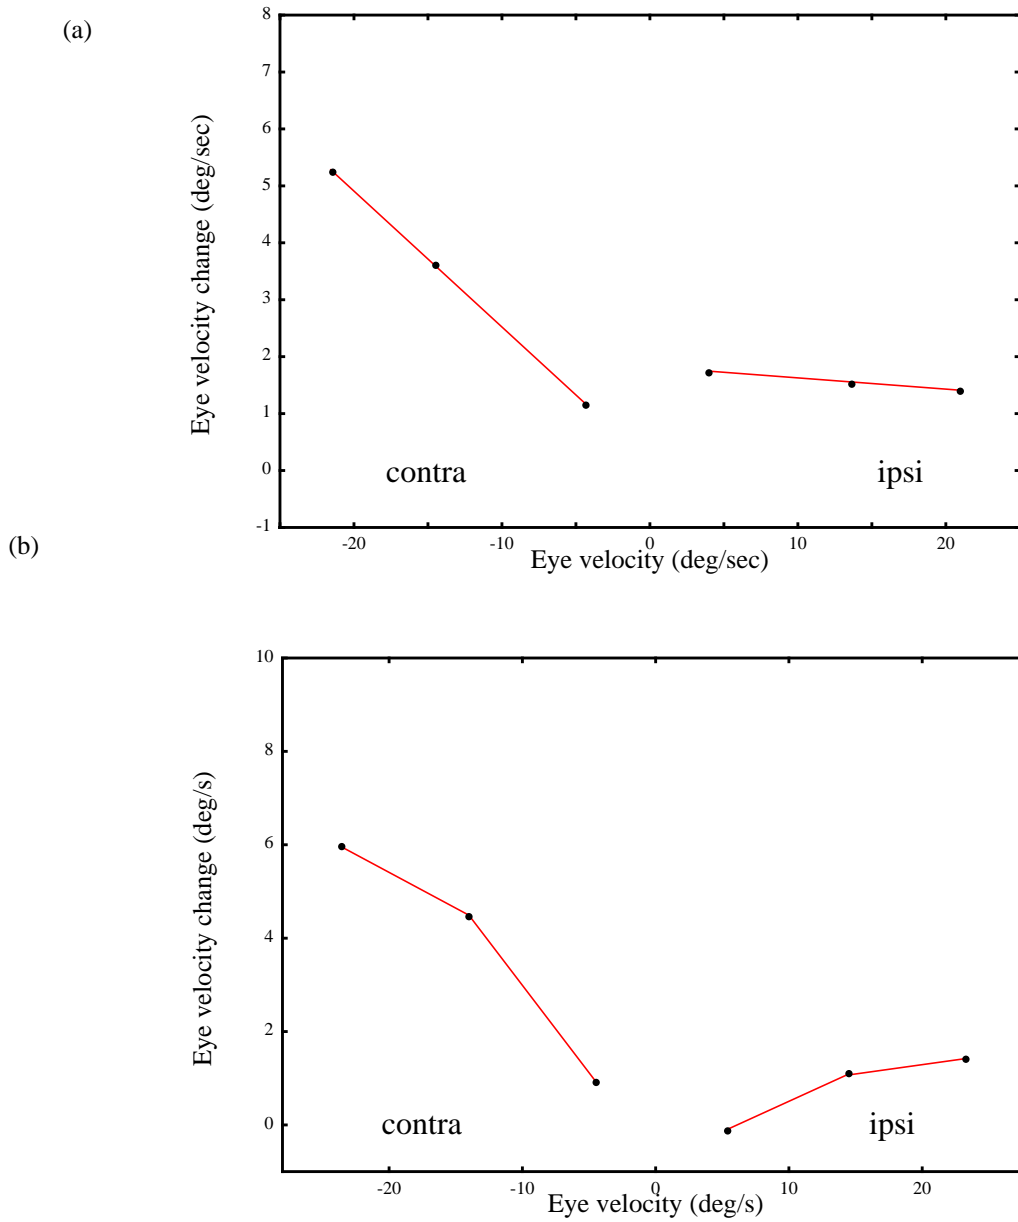 (a)
8
7
6
5
4
3
2
1
0
-1
Eye velocity change (deg/sec)
contra
ipsi
-20
-10
0
10
20
Eye velocity (deg/sec)
(b)
10
8
6
4
2
0
Eye velocity change (deg/s)
contra
ipsi
-20
-10
0
10
20
Eye velocity (deg/s)